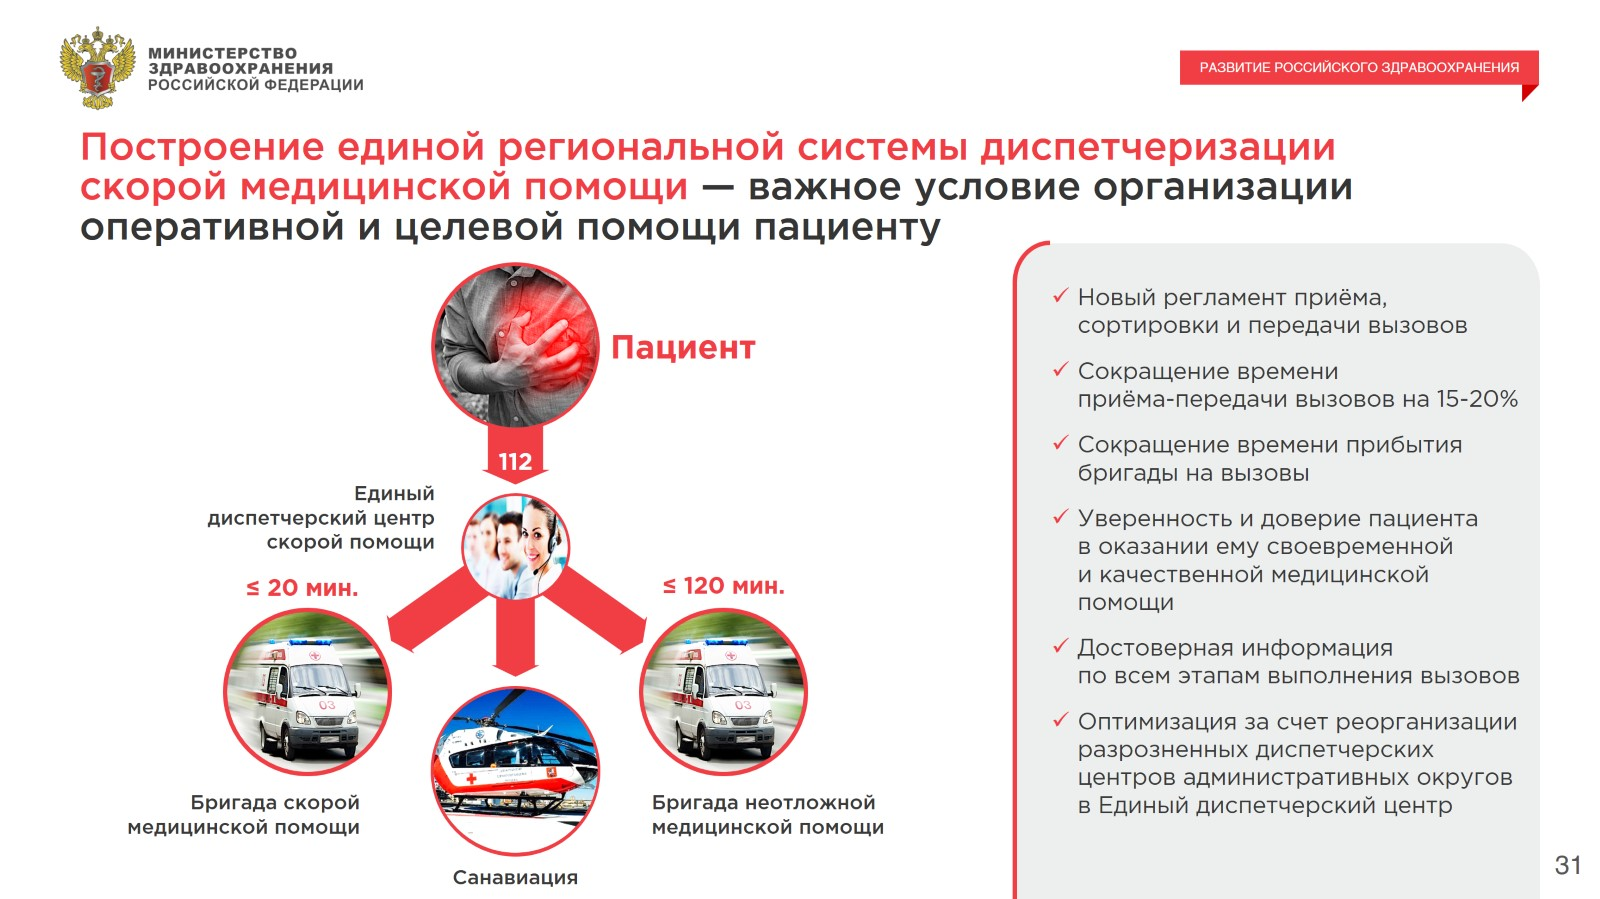 МИНИСТЕРСТВО
ЗДРАВООХРАНЕНИЯ
РОССИЙСКОЙ ФЕДЕРАЦИИ
РАЗВИТИЕ РОССИЙСКОГО ЗДРАВООХРАНЕНИЯ
Построение единой региональной системы диспетчеризации
скорой медицинской помощи — важное условие организации
оперативной и целевой помощи пациенту
Пациент
112
Единый
диспетчерский центр
скорой помощи
≤ 20 мин.
≤ 120 мин.
03
03
Бригада скорой
медицинской помощи
Бригада неотложной
медицинской помощи
Санавиация
✓ Новый регламент приёма,
сортировки и передачи вызовов
✓ Сокращение времени
приёма-передачи вызовов на 15-20%
✓ Сокращение времени прибытия
бригады на вызовы
✓ Уверенность и доверие пациента
в оказании ему своевременной
и качественной медицинской
помощи
✓ Достоверная информация
по всем этапам выполнения вызовов
✓ Оптимизация за счет реорганизации
разрозненных диспетчерских
центров административных округов
в Единый диспетчерский центр
31